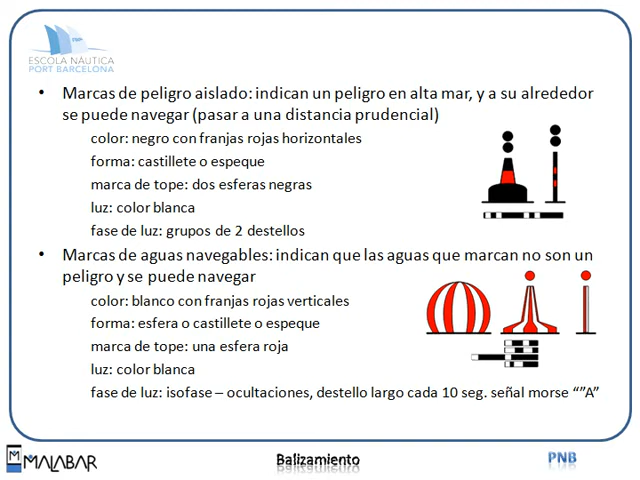 ESCOLA NÀUTICA
PORT BARCELONA
• Marcas de peligro aislado: indican un peligro en alta mar, y a su alrededor
se puede navegar (pasar a una distancia prudencial)
color: negro con franjas rojas horizontales
forma: castillete o espeque
marca de tope: dos esferas negras
luz: color blanca
fase de luz: grupos de 2 destellos
• Marcas de aguas navegables: indican que las aguas que marcan no son un
peligro y se puede navegar
color: blanco con franjas rojas verticales
forma: esfera o castillete o espeque
marca de tope: una esfera roja
luz: color blanca
fase de luz: isofase – ocultaciones, destello largo cada 10 seg. señal morse “”A”
MALABAR
Balizamiento
PNB